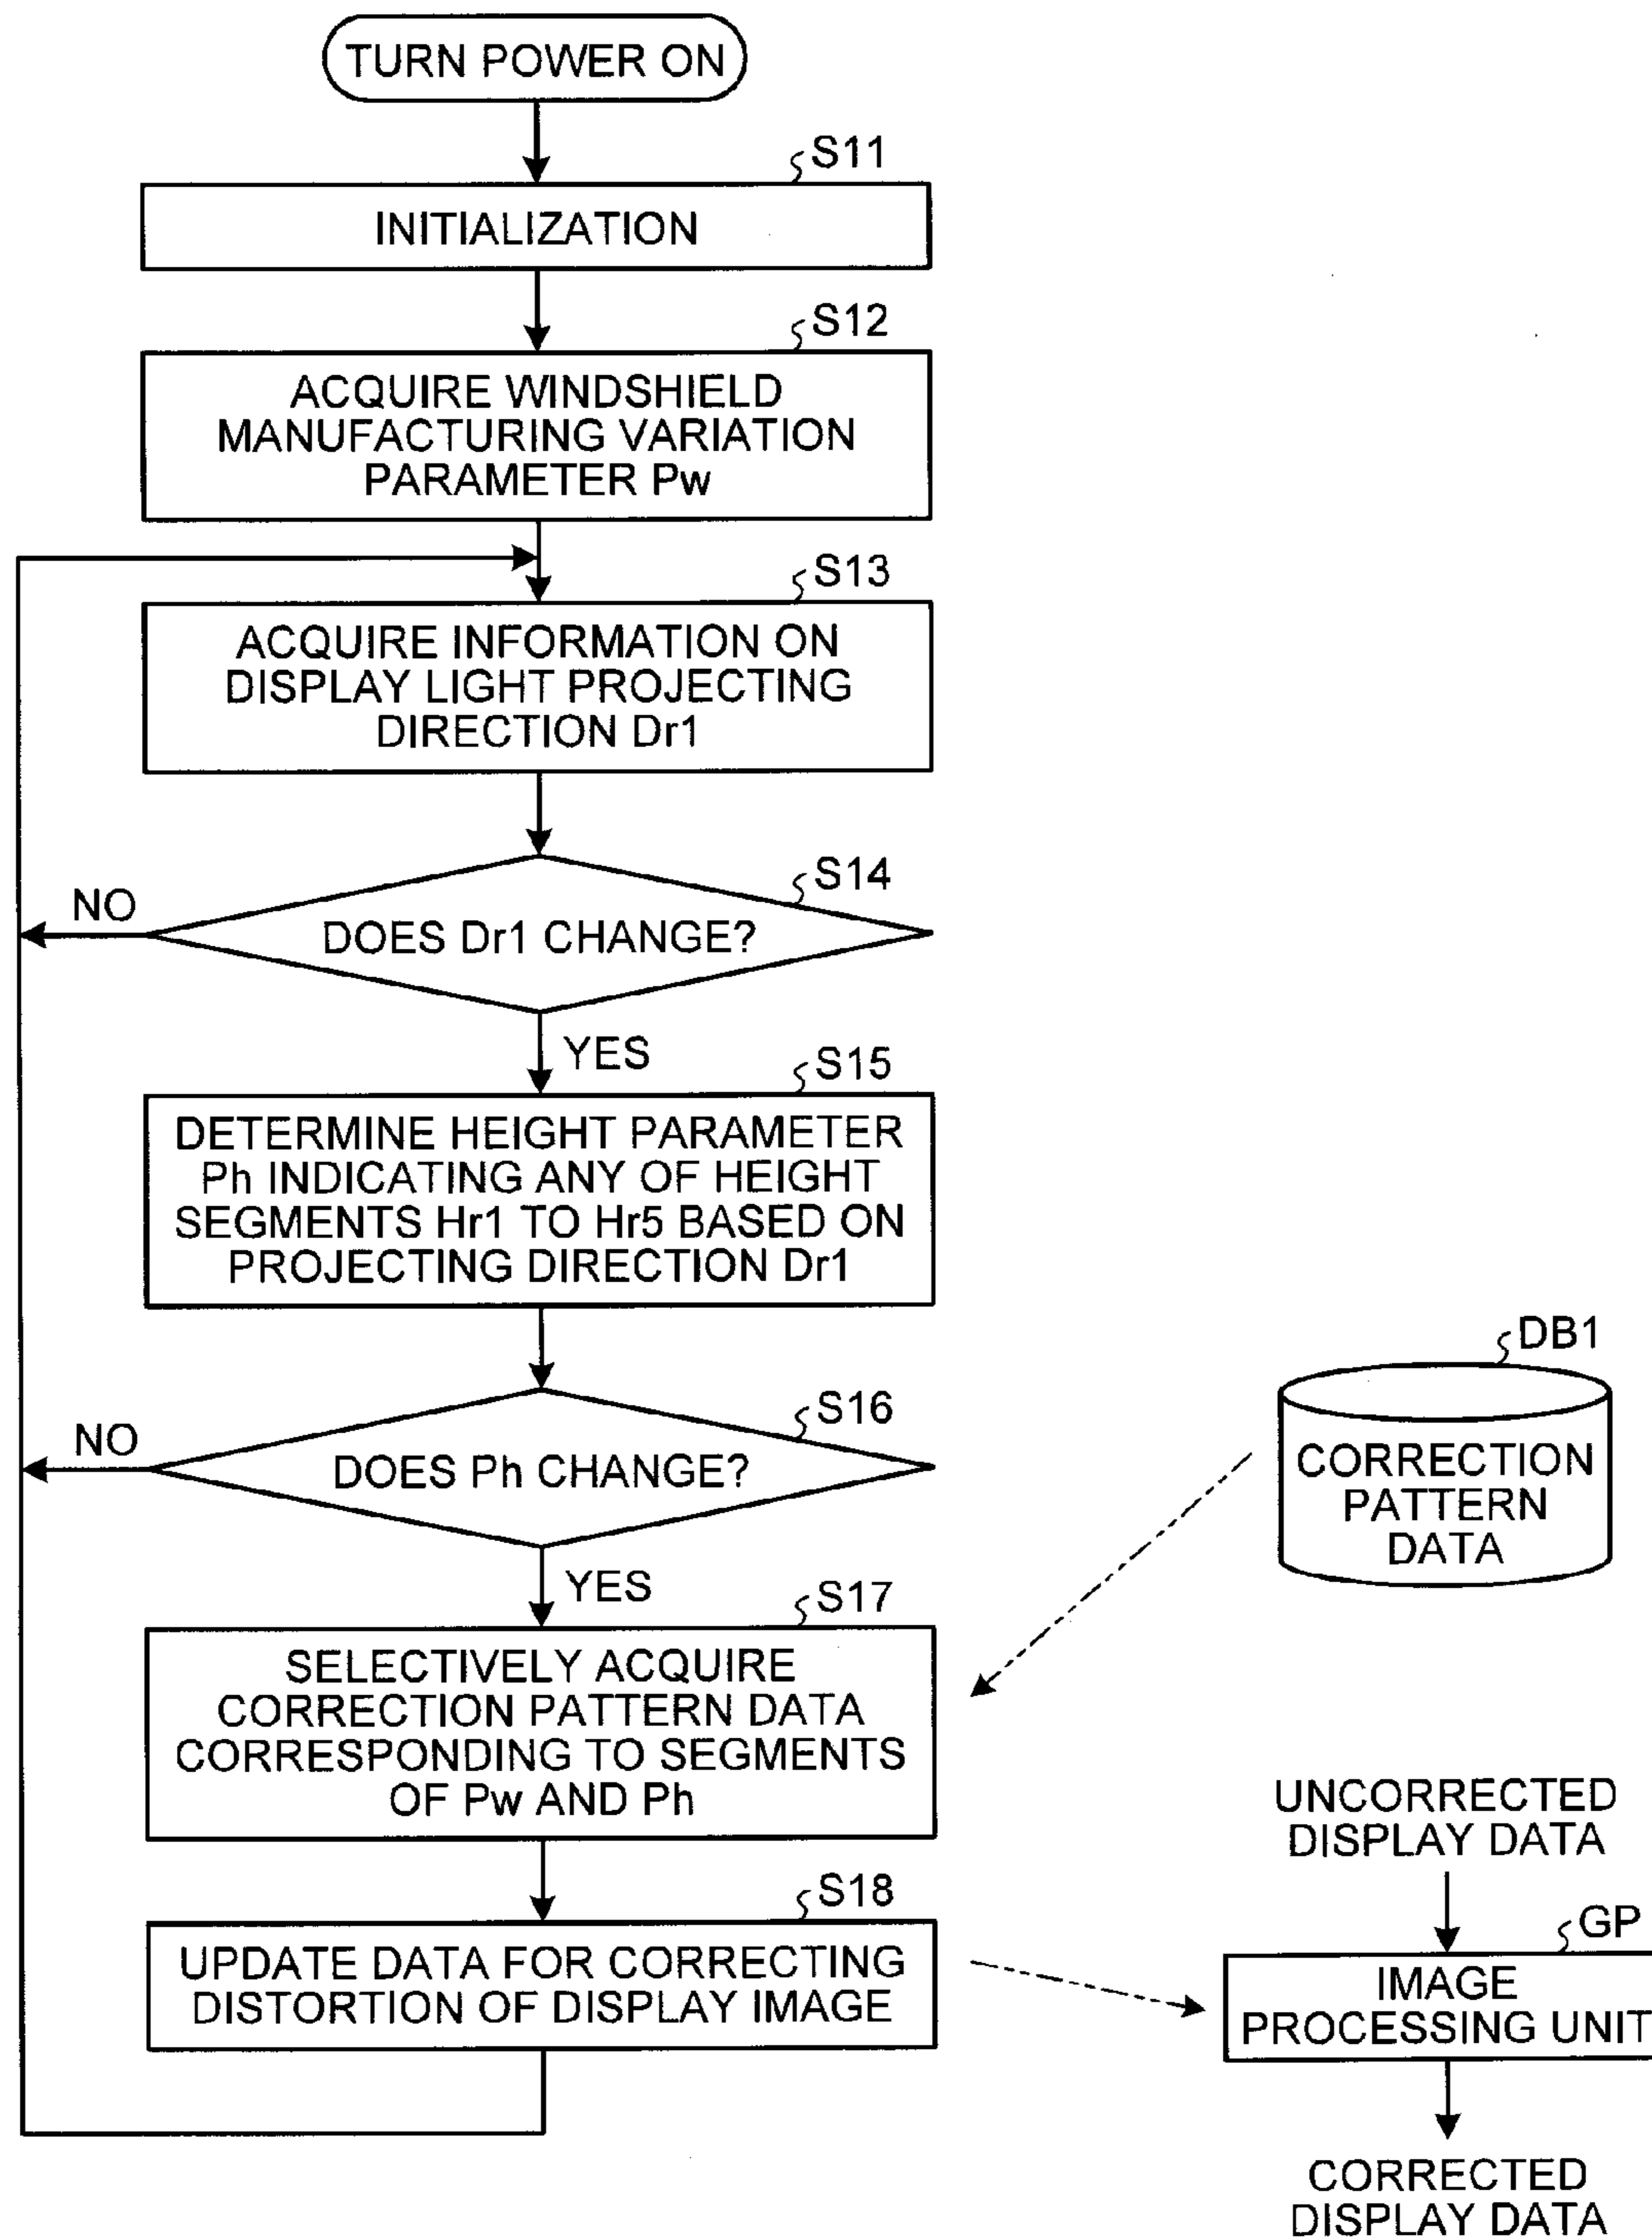 TURN POWER ON
S11
INITIALIZATION
S12
ACQUIRE WINDSHIELD
MANUFACTURING VARIATION
PARAMETER Pw
S13
ACQUIRE INFORMATION ON
DISPLAY LIGHT PROJECTING
DIRECTION Dr1
S14
NO
DOES Dr1 CHANGE?
YES
S15
DETERMINE HEIGHT PARAMETER
Ph INDICATING ANY OF HEIGHT
SEGMENTS Hr1 TO Hr5 BASED ON
PROJECTING DIRECTION Dr1
S16
NO
DOES Ph CHANGE?
YES
DB1
CORRECTION
PATTERN
DATA
S17
SELECTIVELY ACQUIRE
CORRECTION PATTERN DATA
CORRESPONDING TO SEGMENTS
OF Pw AND Ph
S18
UPDATE DATA FOR CORRECTING
DISTORTION OF DISPLAY IMAGE
UNCORRECTED
DISPLAY DATA
GP
IMAGE
PROCESSING UNIT
CORRECTED
DISPLAY DATA